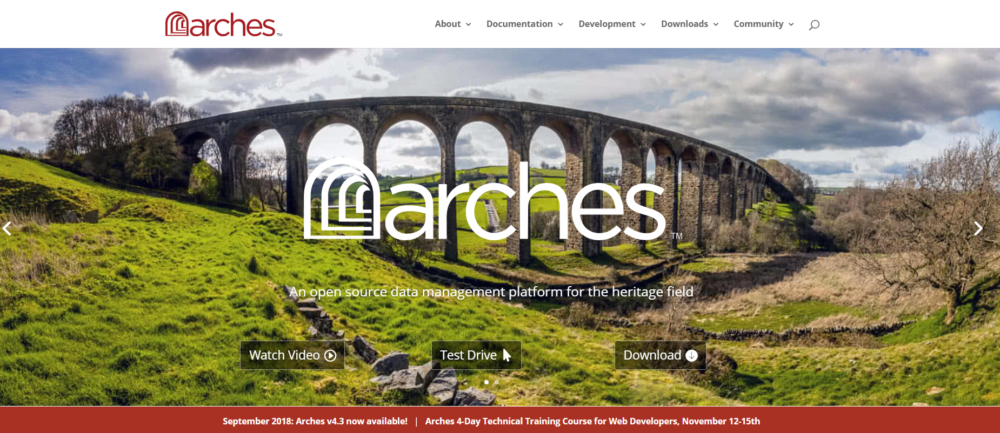 arches TM
About Documentation Development Downloads Community
arches TM
An open source data management platform for the heritage field
Watch Video Test Drive Download
September 2018: Arches v4.3 now available! | Arches 4-Day Technical Training Course for Web Developers, November 12-15th